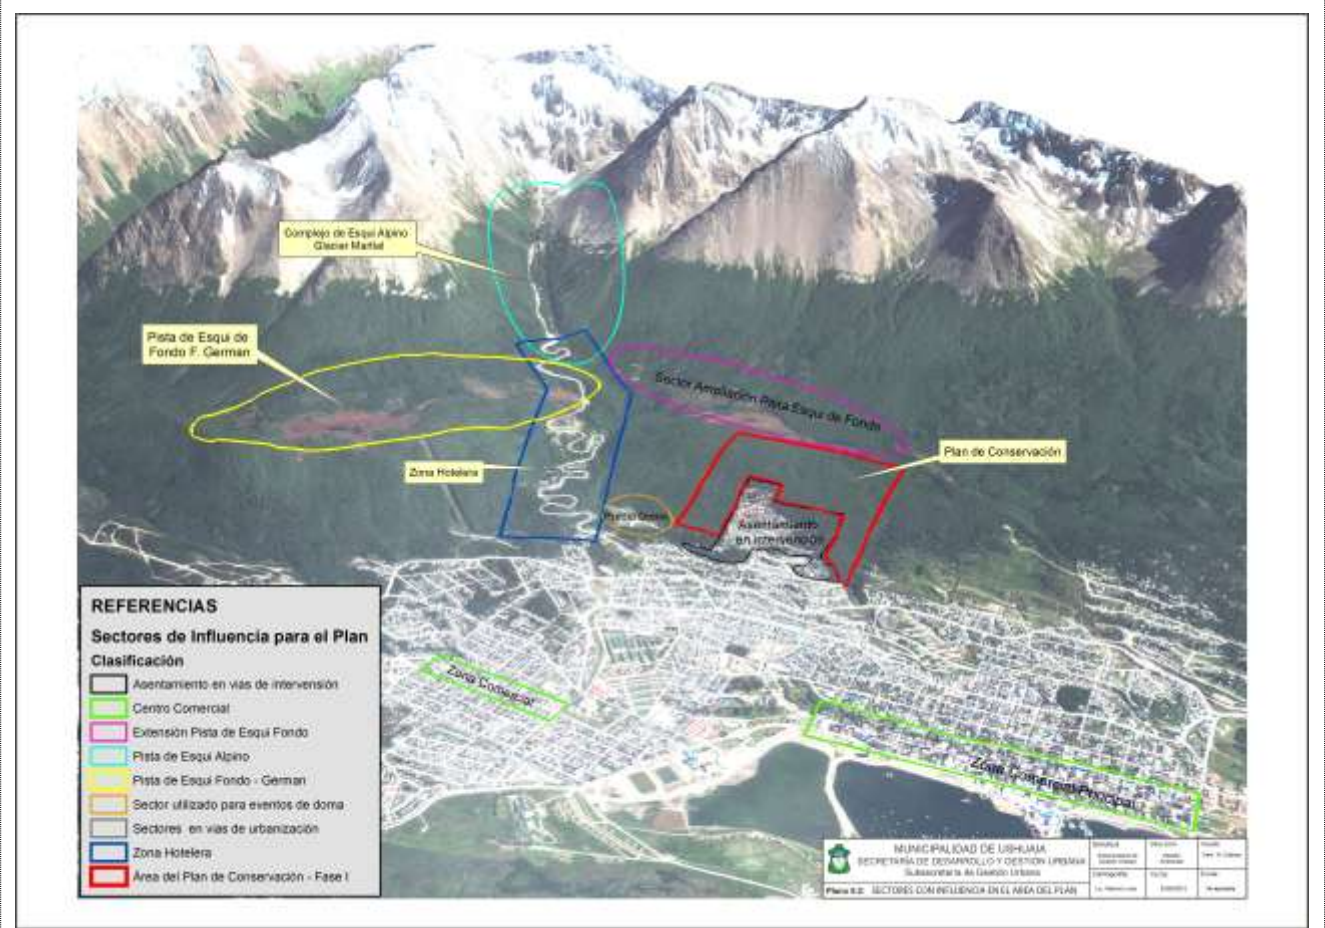 Complejo de Esquí Alpino
Glaciar Martial
Pista de Esquí de
Fondo F. German
Sector Ampliación Pista Esquí de Fondo
Plan de Conservación
Zona Hotelera
Asentamiento
en intervención
Zona Comercial
Zona Comercial Principal
REFERENCIAS
Sectores de Influencia para el Plan
Clasificación
Asentamiento en vías de intervensión
Centro Comercial
Extensión Pista de Esquí Fondo
Pista de Esquí Alpino
Pista de Esquí Fondo - German
Sector utilizado para eventos de doma
Sectores en vias de urbanización
Zona Hotelera
Area del Plan de Conservación - Fase I
MUNICIPALIDAD DE USHUAIA
SECRETARÍA DE DESARROLLO Y GESTIÓN URBANA
Subsecretaría de Gestión Urbana
SECTORES CON INFLUENCIA EN EL AREA DEL PLAN